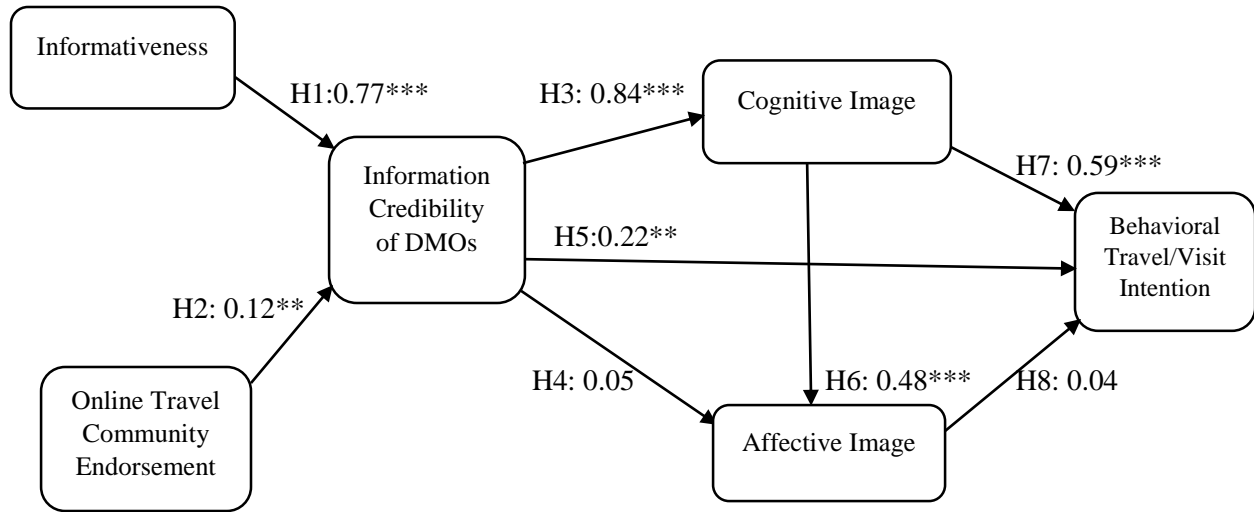 Informativeness
H1:0.77***
H3: 0.84***
Cognitive Image
H7: 0.59***
Information
Credibility
of DMOs
H5:0.22**
Behavioral
Travel/Visit
Intention
H2: 0.12**
H4: 0.05
H6: 0.48***
H8: 0.04
Online Travel
Community
Endorsement
Affective Image